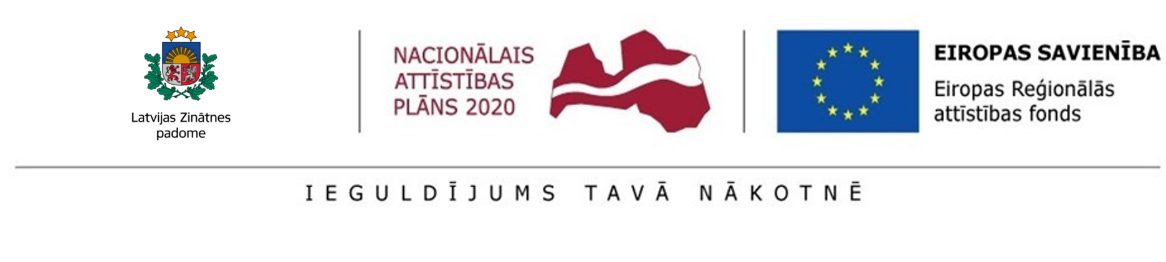 Latvijas Zinātnes
padome
NACIONĀLAIS
ATTĪSTĪBAS
PLĀNS 2020
EIROPAS SAVIENĪBA
Eiropas Reģionālās
attīstības fonds
IEGULDĪJUMS TAVĀ NĀKOTNĒ